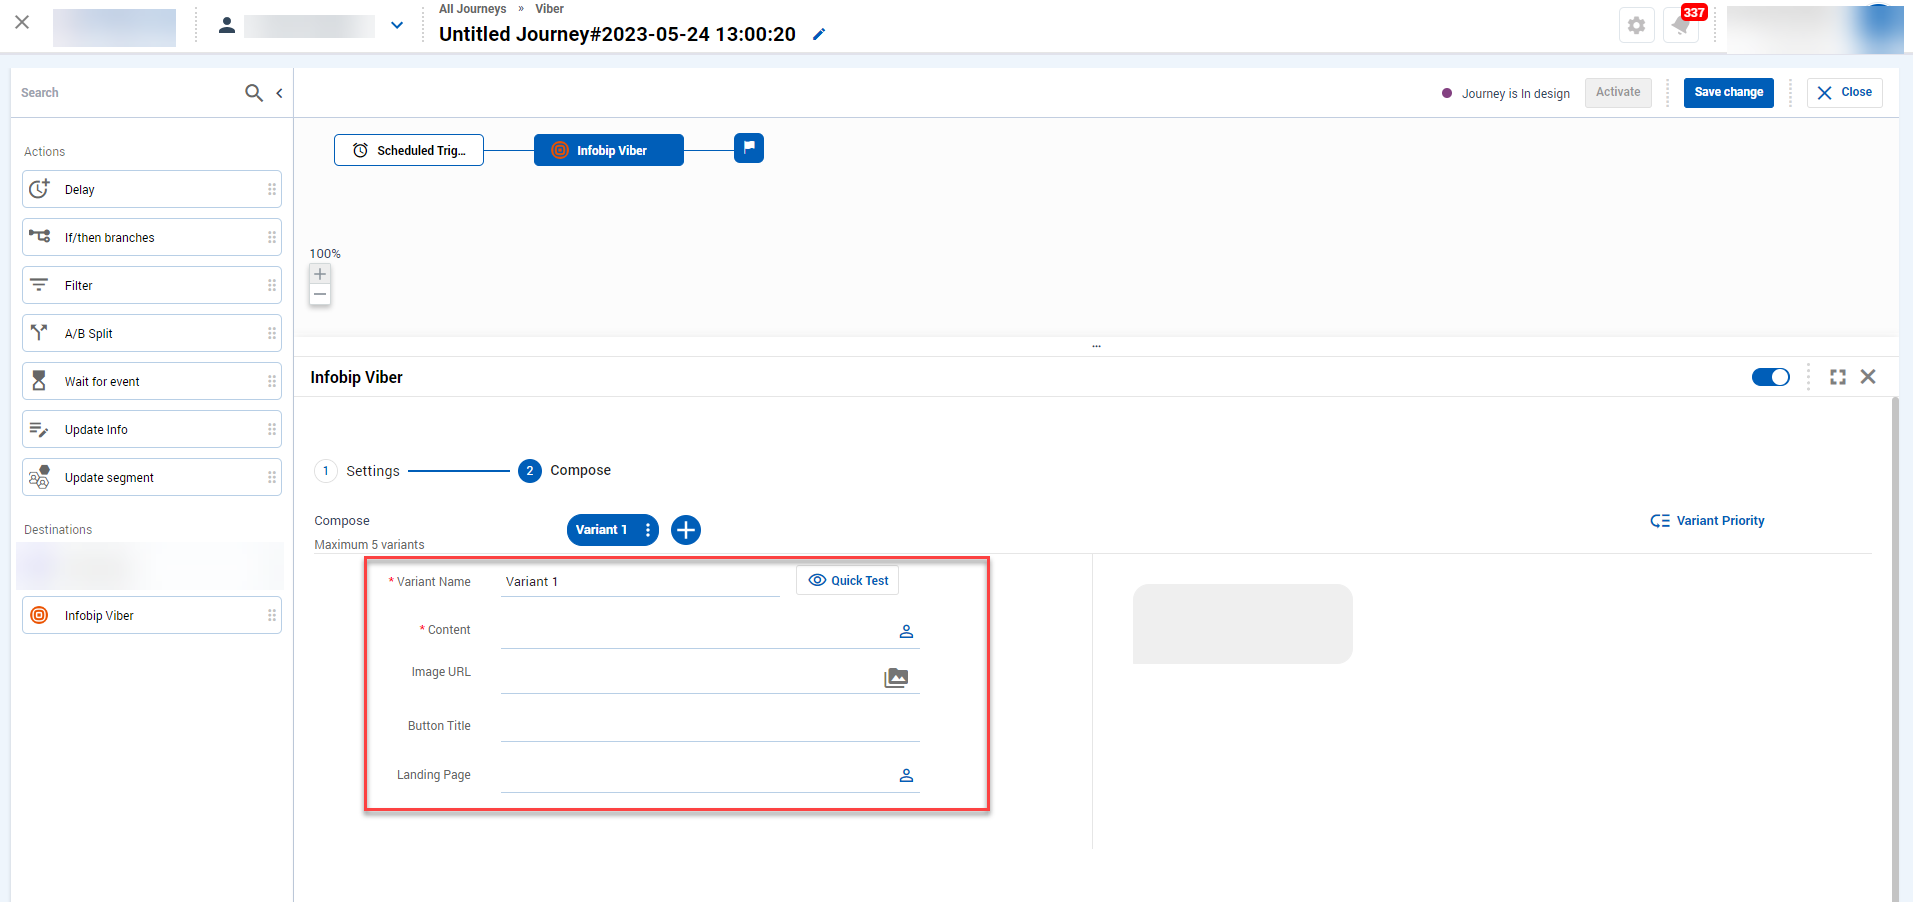 All Journeys » Viber
Untitled Journey#2023-05-24 13:00:20
337
Search
Journey is In design
Activate
Save change
Close
Actions
Delay
If/then branches
Filter
A/B Split
Wait for event
Update Info
Update segment
Destinations
Infobip Viber
Scheduled Trig...
Infobip Viber
100%
+
−
...
Infobip Viber
1 Settings
2 Compose
Compose
Maximum 5 variants
Variant 1
Variant Priority
* Variant Name
Variant 1
Quick Test
* Content
Image URL
Button Title
Landing Page